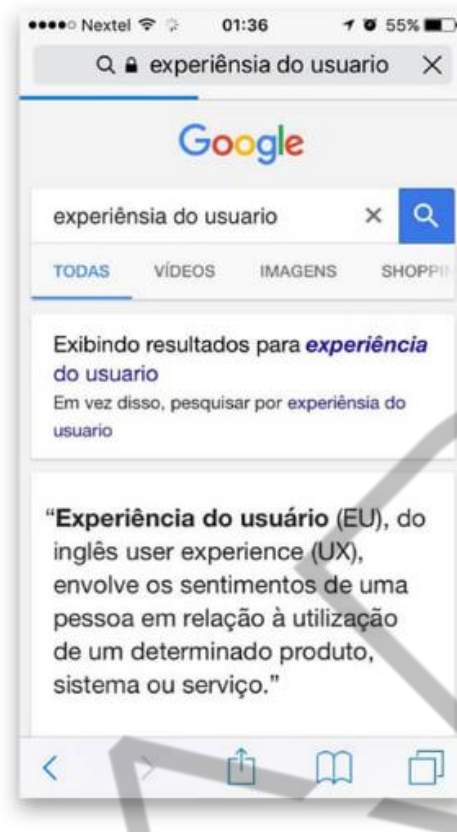 Nextel 01:36 55%
experiênsia do usuario
Google
experiênsia do usuario
TODAS VÍDEOS IMAGENS SHOPPIN
Exibindo resultados para experiência
do usuario
Em vez disso, pesquisar por experiênsia do
usuario
“Experiência do usuário (EU), do
inglês user experience (UX),
envolve os sentimentos de uma
pessoa em relação à utilização
de um determinado produto,
sistema ou serviço.”